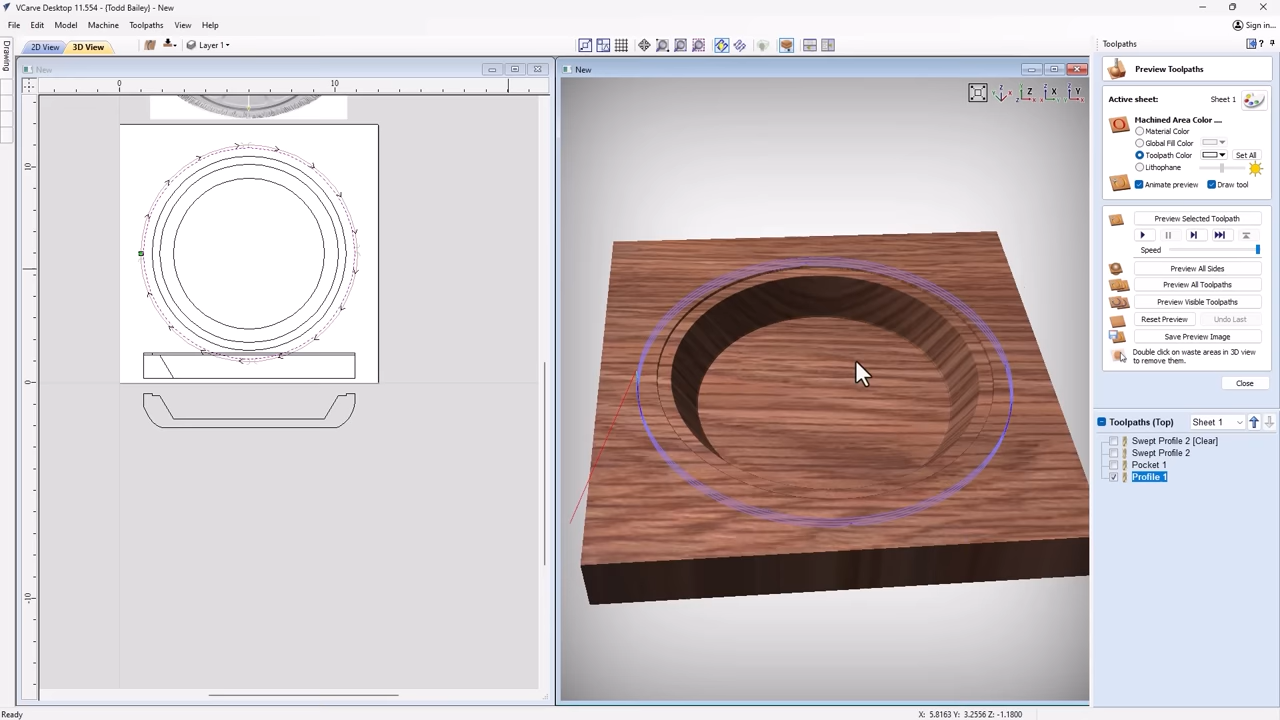 VCarve Desktop 11.554 - {Todd Bailey} - New
File Edit Model Machine Toolpaths View Help
Sign in...
2D View 3D View Layer 1
Toolpaths
Drawing
New
New
0 10
Preview Toolpaths
Active sheet: Sheet 1
Machined Area Color ....
Material Color
Global Fill Color
Toolpath Color Set All
Lithophane
Animate preview Draw tool
Preview Selected Toolpath
Speed
Preview All Sides
Preview All Toolpaths
Preview Visible Toolpaths
Reset Preview Undo Last
Save Preview Image
Double click on waste areas in 3D view
to remove them.
Close
Toolpaths (Top) Sheet 1
Swept Profile 2 [Clear]
Swept Profile 2
Pocket 1
Profile 1
10
0
Z X Y
Ready
X: 5.8163 Y: 3.2556 Z: -1.1800